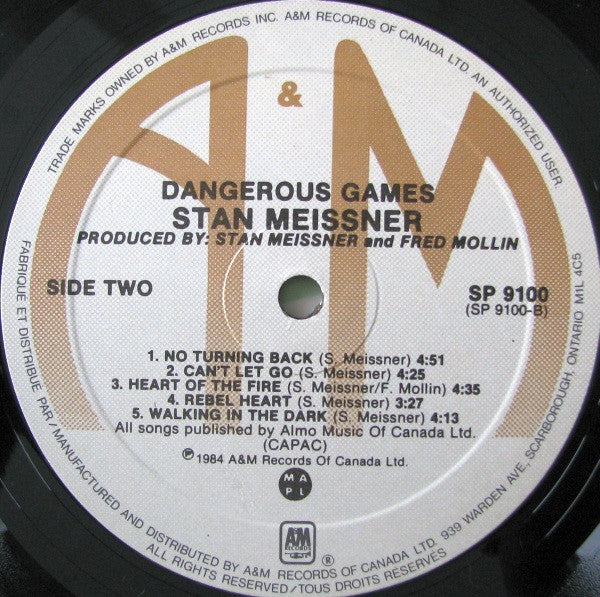 TRADE MARKS OWNED BY A&M RECORDS INC. A&M RECORDS OF CANADA LTD. AN AUTHORIZED USER.
A & M
DANGEROUS GAMES
STAN MEISSNER
PRODUCED BY: STAN MEISSNER and FRED MOLLIN
SIDE TWO
SP 9100
(SP 9100-B)
1. NO TURNING BACK (S. Meissner) 4:51
2. CAN'T LET GO (S. Meissner) 4:25
3. HEART OF THE FIRE (S. Meissner/F. Mollin) 4:35
4. REBEL HEART (S. Meissner) 3:27
5. WALKING IN THE DARK (S. Meissner) 4:13
All songs published by Almo Music Of Canada Ltd.
(CAPAC)
℗1984 A&M Records Of Canada Ltd.
M A
P L
A&M
RECORDS
®
FABRIQUÉ ET DISTRIBUÉ PAR / MANUFACTURED AND DISTRIBUTED BY A&M RECORDS OF CANADA LTD. 939 WARDEN AVE, SCARBOROUGH, ONTARIO M1L 4C5
ALL RIGHTS RESERVED/TOUS DROITS RÉSERVÉS